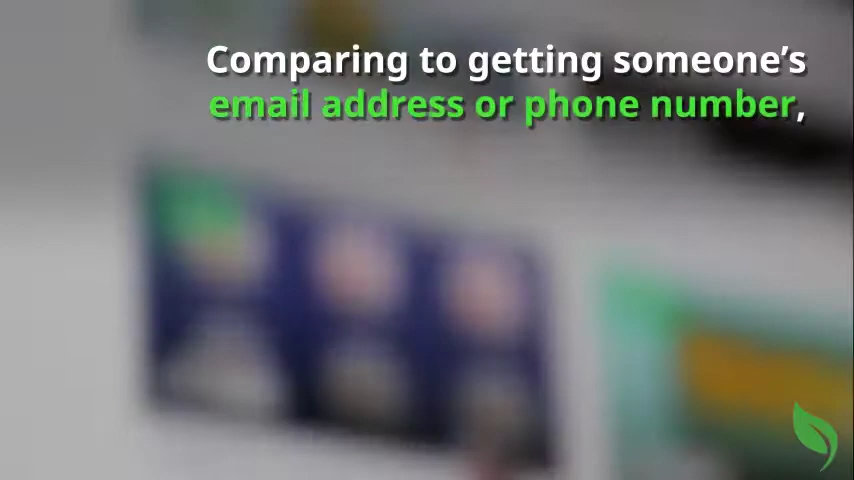 Comparing to getting someone’s
email address or phone number,